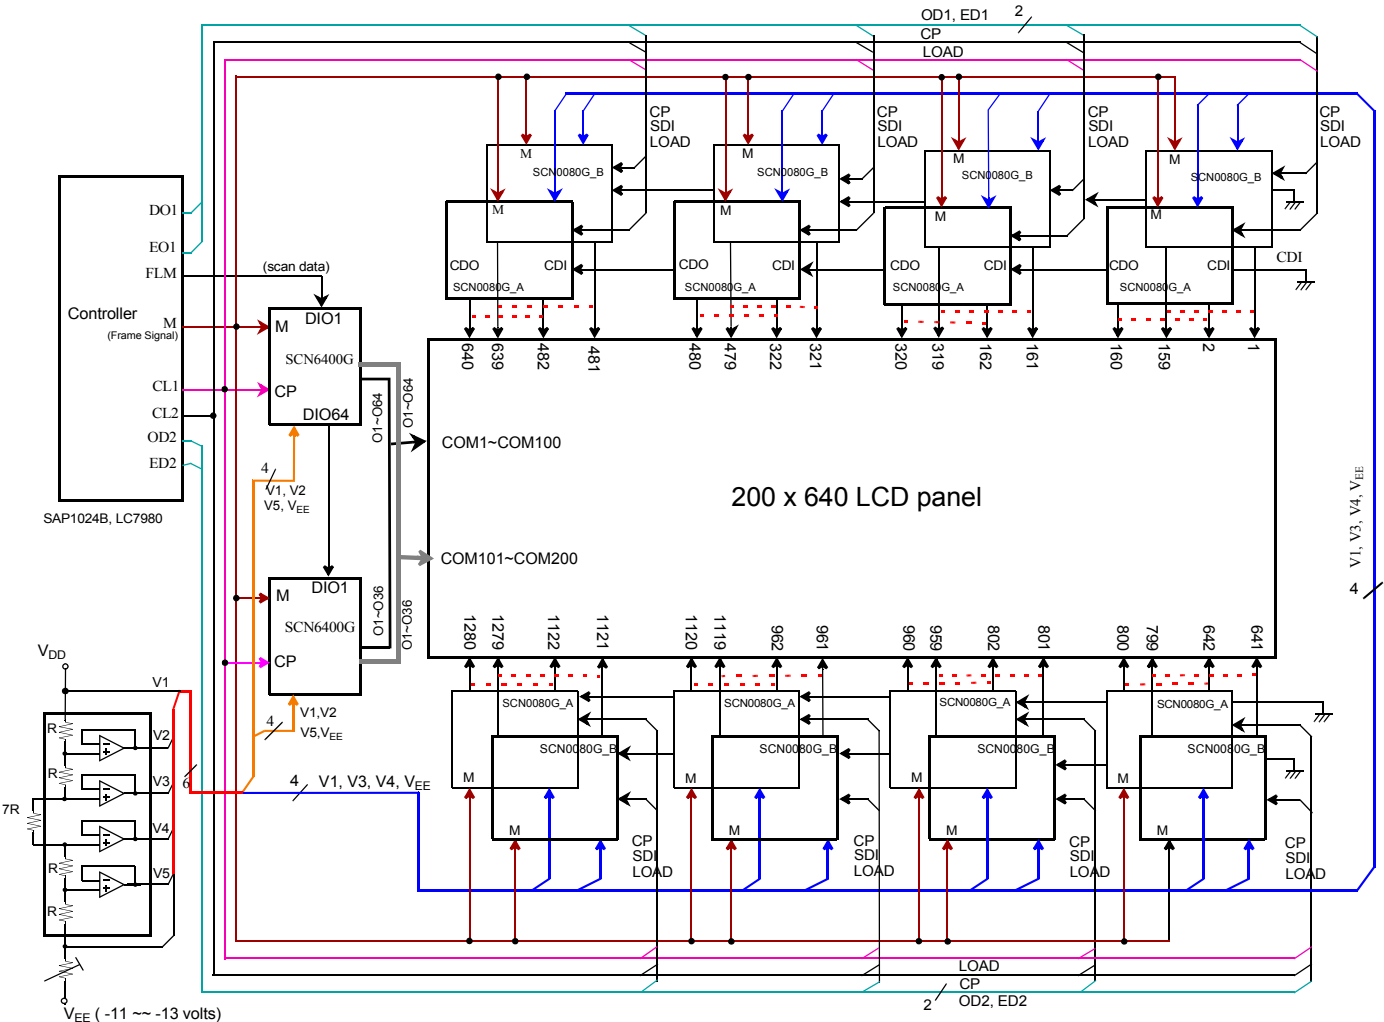 OD1, ED1
2
CP
LOAD
CP
SDI
LOAD
CP
SDI
LOAD
CP
SDI
LOAD
CP
SDI
LOAD
M
SCN0080G_B
M
SCN0080G_B
M
SCN0080G_B
M
SCN0080G_B
M
CDO
CDI
SCN0080G_A
M
CDO
CDI
SCN0080G_A
M
CDO
CDI
SCN0080G_A
M
CDO
CDI
SCN0080G_A
CDI
640
639
482
481
480
479
322
321
320
319
162
161
160
159
2
1
DO1
EO1
FLM
(scan data)
Controller
M
(Frame Signal)
CL1
CL2
OD2
ED2
SAP1024B, LC7980
DIO1
M
SCN6400G
CP
DIO64
O1~O64
O1~O64
4
V1, V2
V5, VEE
COM1~COM100
200 x 640 LCD panel
COM101~COM200
V1, V3, V4, VEE
4
DIO1
M
SCN6400G
CP
O1~O36
O1~O36
4
V1,V2
V5,VEE
1280
1279
1122
1121
1120
1119
962
961
960
959
802
801
800
799
642
641
VDD
V1
R
V2
R
V3
7R
V4
R
V5
R
6
VEE ( -11 ~~ -13 volts)
4
V1, V3, V4, VEE
SCN0080G_A
M
SCN0080G_B
M
SCN0080G_A
M
SCN0080G_B
M
SCN0080G_A
M
SCN0080G_B
M
SCN0080G_A
M
SCN0080G_B
M
CP
SDI
LOAD
CP
SDI
LOAD
CP
SDI
LOAD
CP
SDI
LOAD
LOAD
CP
2
OD2, ED2